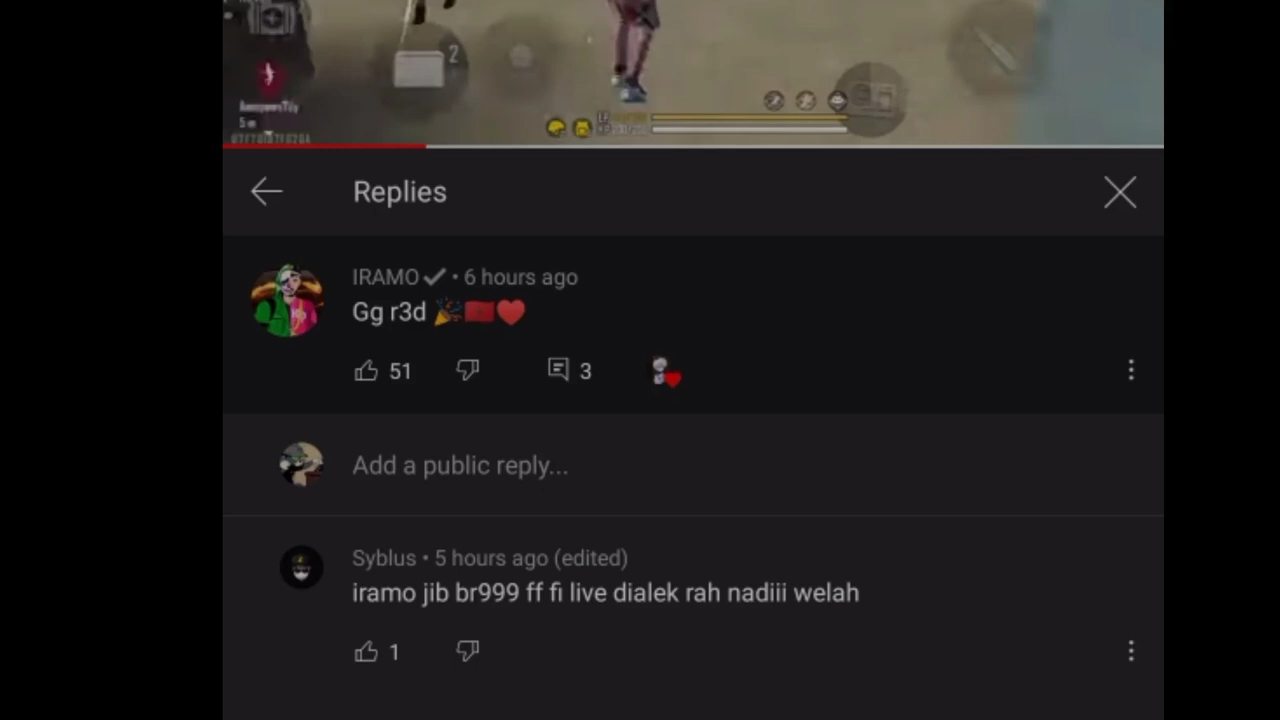 2
Replies
IRAMO • 6 hours ago
Gg r3d 🎉🇲🇦❤️
51
3
Add a public reply...
Syblus • 5 hours ago (edited)
iramo jib br999 ff fi live dialek rah nadiii welah
1